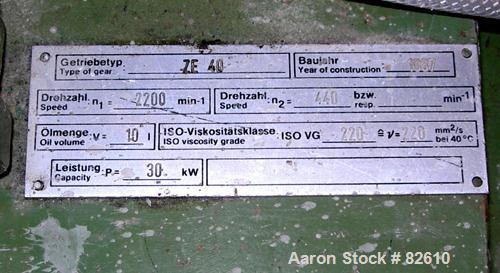 Getriebetyp ZE 40 Baujahr
Type of gear Year of construction
Drehzahl n₁ = 2200 min-1 Drehzahl n₂ = 440 bzw. min-1
Speed Speed resp.
Ölmenge V= 10 l ISO-Viskositätsklasse ISO VG 220 ≙ ν= 220 mm²/s
Oil volume ISO viscosity grade bei 40°C
Leistung P= 30 kW
Capacity
Aaron Stock # 82610